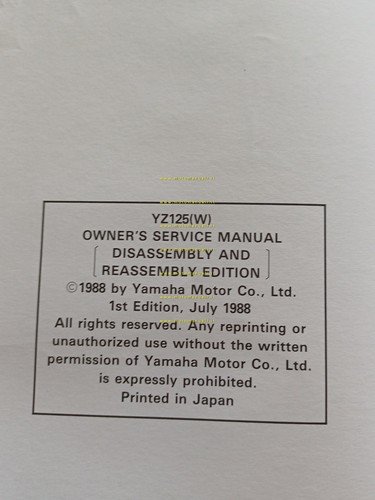 YZ125(W)
OWNER'S SERVICE MANUAL
DISASSEMBLY AND
REASSEMBLY EDITION
©1988 by Yamaha Motor Co., Ltd.
1st Edition, July 1988
All rights reserved. Any reprinting or
unauthorized use without the written
permission of Yamaha Motor Co., Ltd.
is expressly prohibited.
Printed in Japan